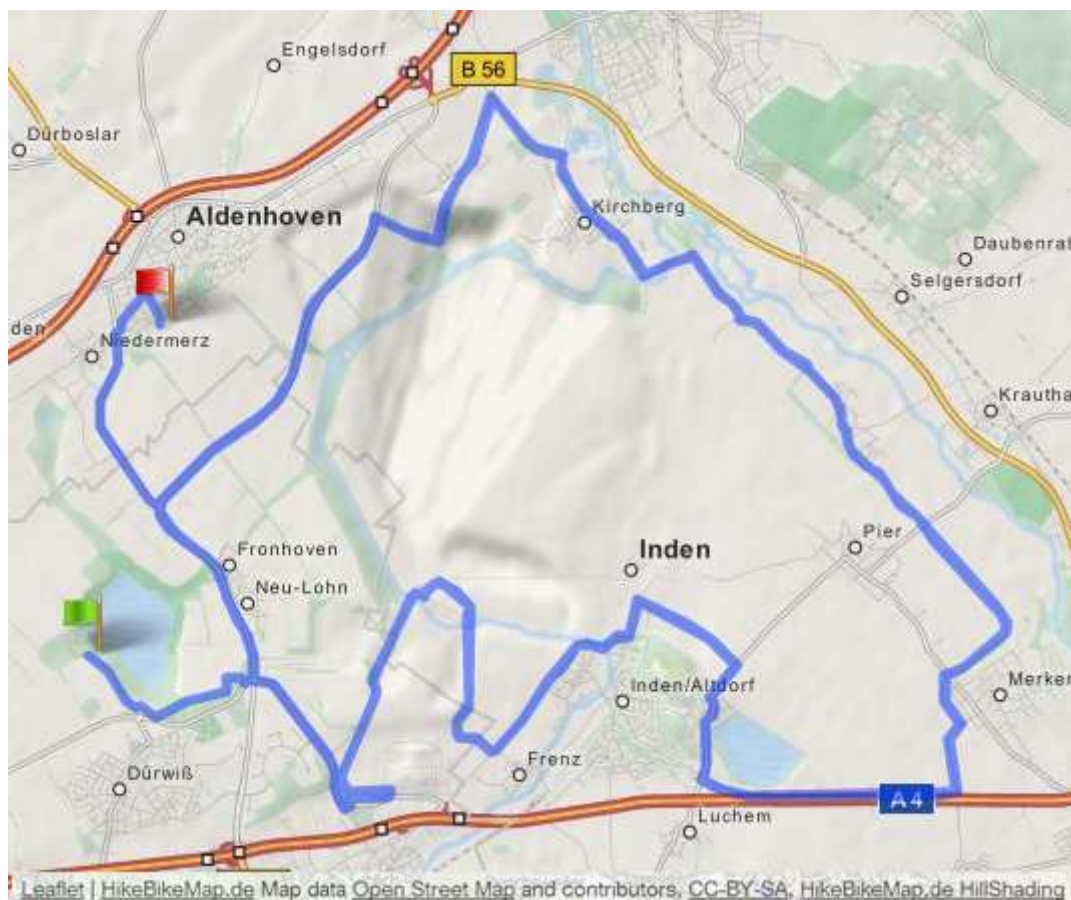 Engelsdorf
B 56
Dürboslar
Aldenhoven
Kirchberg
Daubenrat
Selgersdorf
den
Niedermerz
Krautha
Fronhoven
Inden
Pier
Neu-Lohn
Inden/Altdorf
Merken
Frenz
Dürwiß
A 4
Luchem
Leaflet | HikeBikeMap.de Map data Open Street Map and contributors, CC-BY-SA, HikeBikeMap.de HillShading